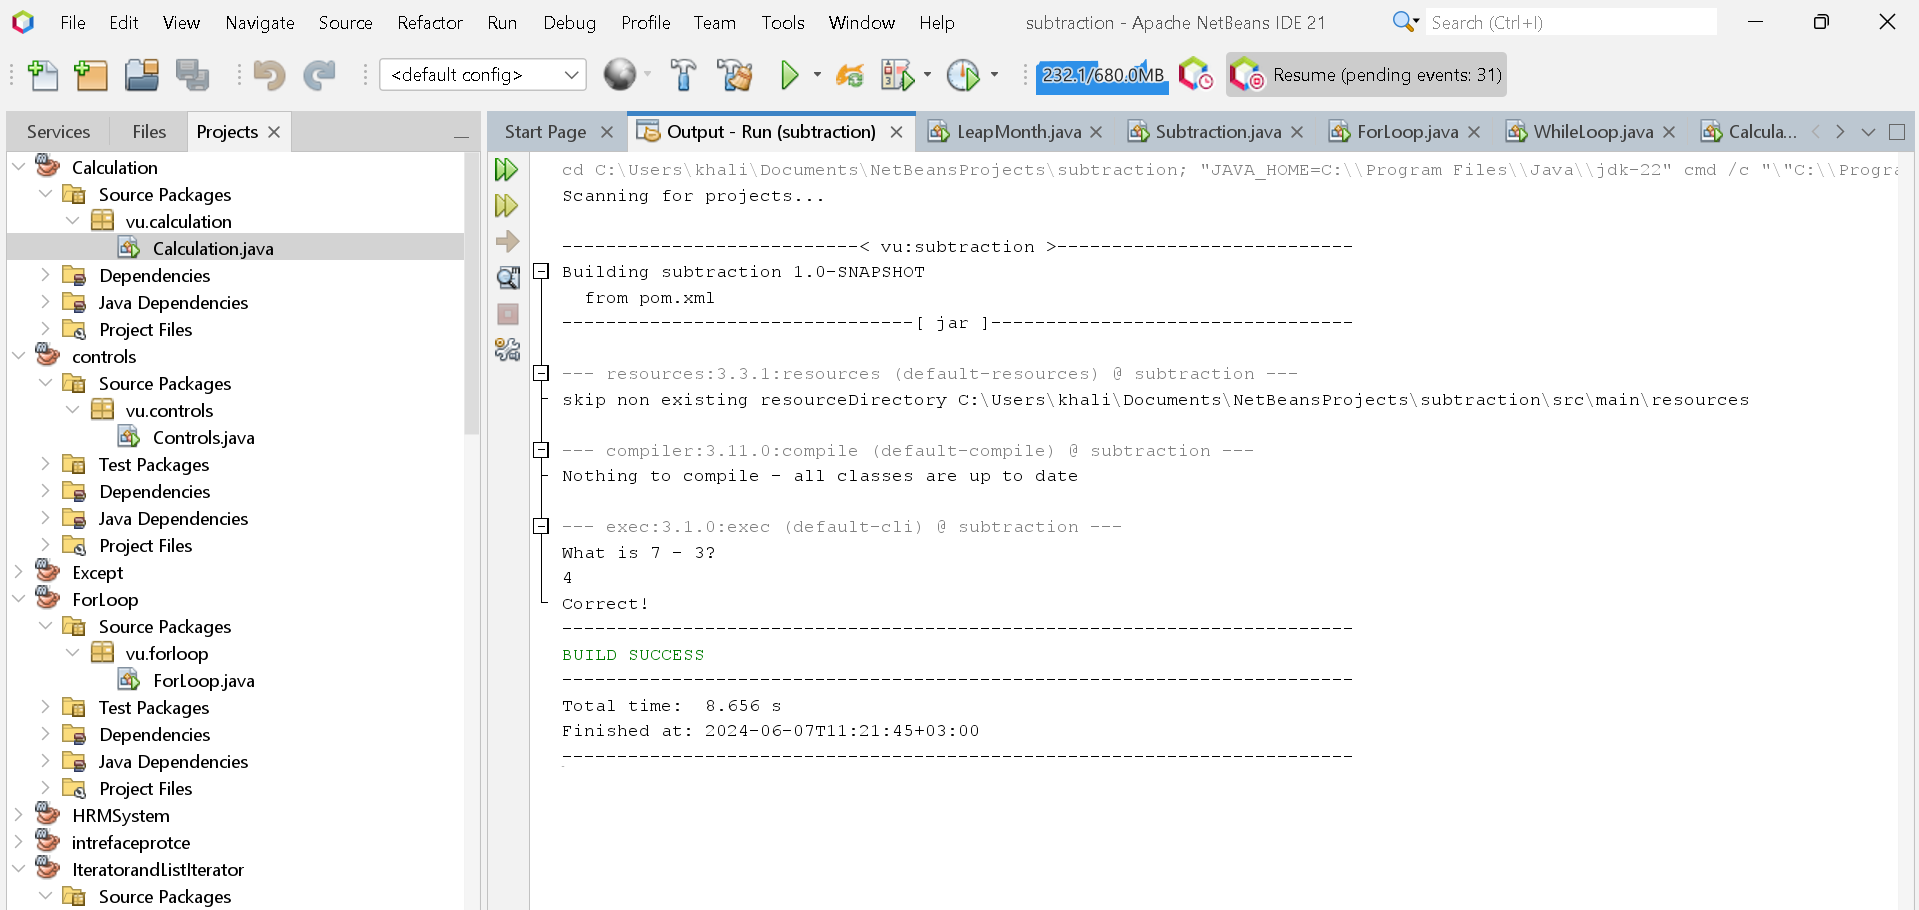 File Edit View Navigate Source Refactor Run Debug Profile Team Tools Window Help
subtraction - Apache NetBeans IDE 21
Search (Ctrl+I)
<default config>
232.1/680.0MB
Resume (pending events: 31)
Services Files Projects
Start Page Output - Run (subtraction) LeapMonth.java Subtraction.java ForLoop.java WhileLoop.java Calcula...
Calculation
Source Packages
vu.calculation
Calculation.java
Dependencies
Java Dependencies
Project Files
controls
Source Packages
vu.controls
Controls.java
Test Packages
Dependencies
Java Dependencies
Project Files
Except
ForLoop
Source Packages
vu.forloop
ForLoop.java
Test Packages
Dependencies
Java Dependencies
Project Files
HRMSystem
intrefaceprotce
IteratorandListIterator
Source Packages
cd C:\Users\khali\Documents\NetBeansProjects\subtraction; "JAVA_HOME=C:\\Program Files\\Java\\jdk-22" cmd /c "\"C:\\Progra
Scanning for projects...
---------------------------< vu:subtraction >---------------------------
Building subtraction 1.0-SNAPSHOT
from pom.xml
--------------------------------[ jar ]---------------------------------
--- resources:3.3.1:resources (default-resources) @ subtraction ---
skip non existing resourceDirectory C:\Users\khali\Documents\NetBeansProjects\subtraction\src\main\resources
--- compiler:3.11.0:compile (default-compile) @ subtraction ---
Nothing to compile - all classes are up to date
--- exec:3.1.0:exec (default-cli) @ subtraction ---
What is 7 - 3?
4
Correct!
------------------------------------------------------------------------
BUILD SUCCESS
------------------------------------------------------------------------
Total time:  8.656 s
Finished at: 2024-06-07T11:21:45+03:00
------------------------------------------------------------------------